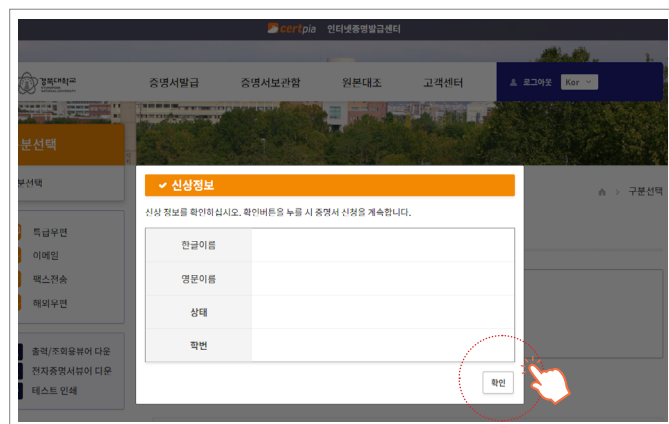 certpia 인터넷증명발급센터
경북대학교
증명서발급 증명서보관함 원본대조 고객센터 로그아웃 Kor
분선택
부선택
구분선택
특급우편
이메일
팩스전송
해외우편
출력/조회용뷰어 다운
전자증명서뷰어 다운
테스트 인쇄
신상정보
신상 정보를 확인하십시오. 확인버튼을 누를 시 증명서 신청을 계속합니다.
한글이름
영문이름
상태
학번
확인